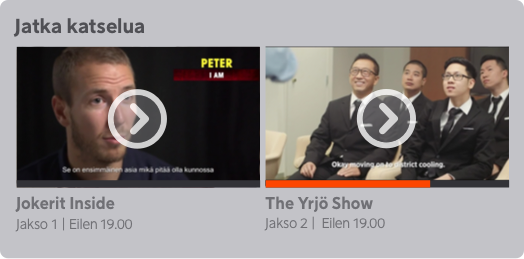 Jatka katselua
PETER
I AM
Se on ensimmäinen asia mikä pitää olla kunnossa
Okay moving on to district cooling.
Jokerit Inside
The Yrjö Show
Jakso 1 | Eilen 19.00
Jakso 2 | Eilen 19.00